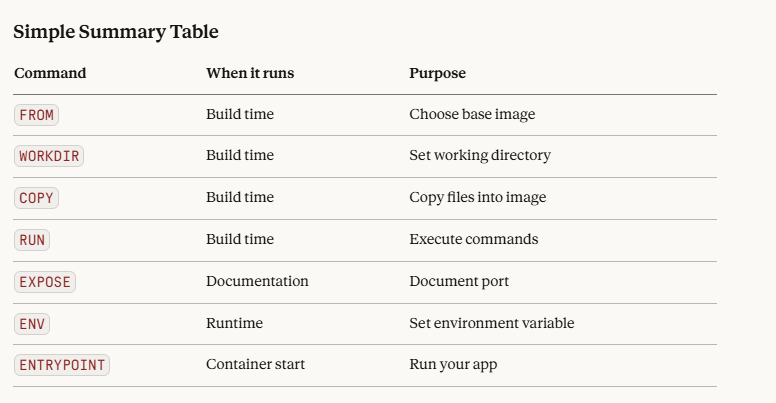 Simple Summary Table
Command When it runs Purpose
FROM Build time Choose base image
WORKDIR Build time Set working directory
COPY Build time Copy files into image
RUN Build time Execute commands
EXPOSE Documentation Document port
ENV Runtime Set environment variable
ENTRYPOINT Container start Run your app